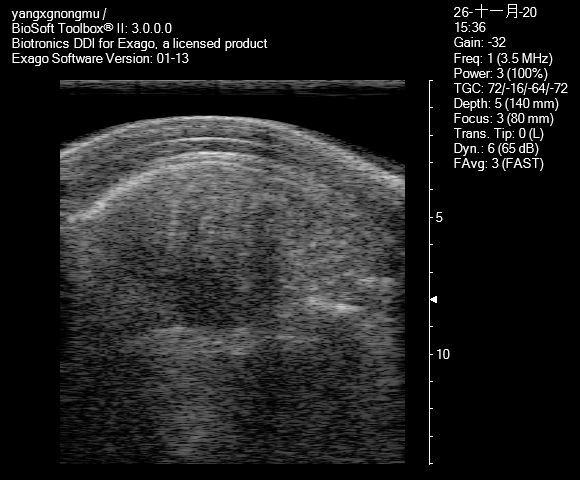 yangxgnongmu /
BioSoft Toolbox® II: 3.0.0.0
Biotronics DDI for Exago, a licensed product
Exago Software Version: 01-13
26-十一月-20
15:36
Gain: -32
Freq: 1 (3.5 MHz)
Power: 3 (100%)
TGC: 72/-16/-64/-72
Depth: 5 (140 mm)
Focus: 3 (80 mm)
Trans. Tip: 0 (L)
Dyn.: 6 (65 dB)
FAvg: 3 (FAST)
5
10